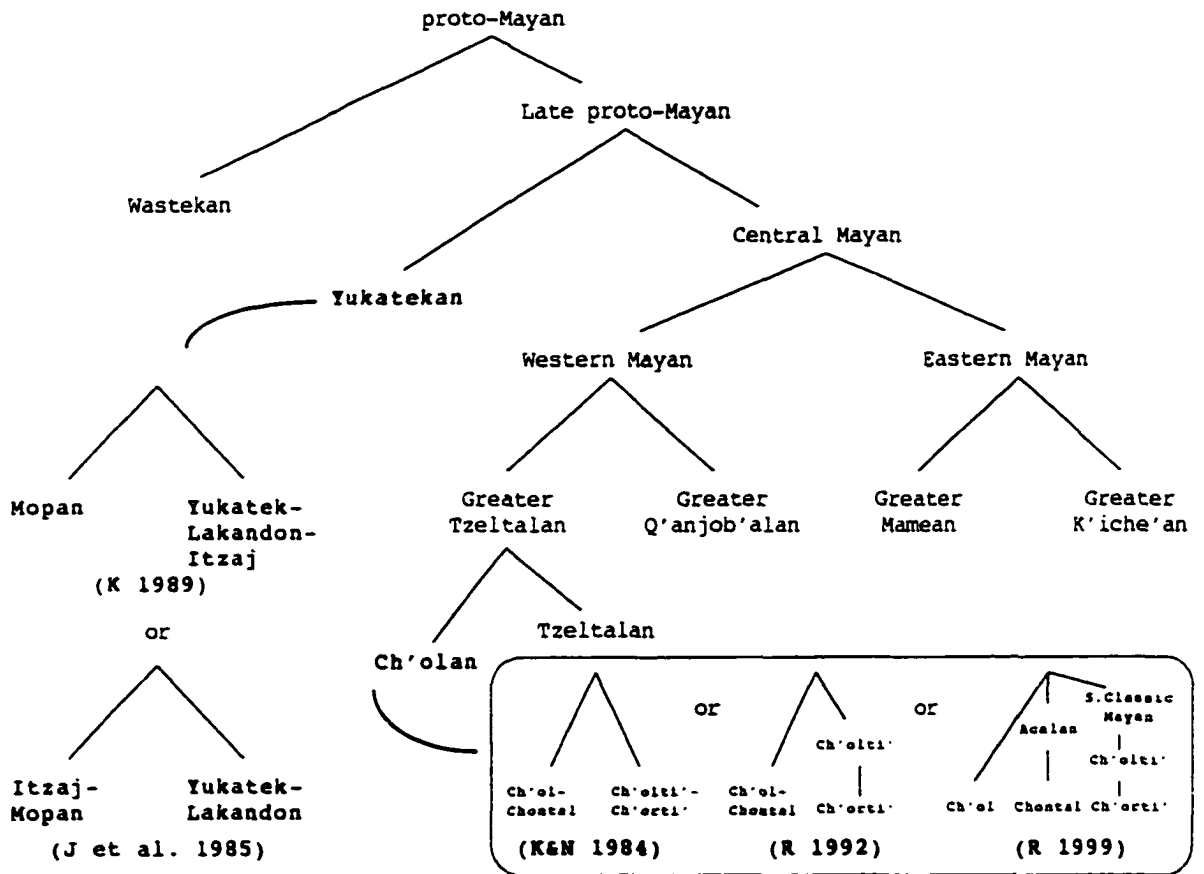 proto-Mayan
Late proto-Mayan
Wastekan
Central Mayan
Yukatekan
Western Mayan
Eastern Mayan
Mopan
Yukatek-
Lakandon-
Itzaj
(K 1989)
Greater
Tzeltalan
Greater
Q'anjob'alan
Greater
Mamean
Greater
K'iche'an
or
Itzaj-
Mopan
Yukatek-
Lakandon
(J et al. 1985)
Ch'olan
Tzeltalan
Ch'ol-
Chontal
Ch'olti'-
Ch'orti'
(K&N 1984)
or
Ch'ol-
Chontal
Ch'olti'
Ch'orti'
(R 1992)
or
Ch'ol
Acalan
Chontal
S.Classic
Mayan
Ch'olti'
Ch'orti'
(R 1999)